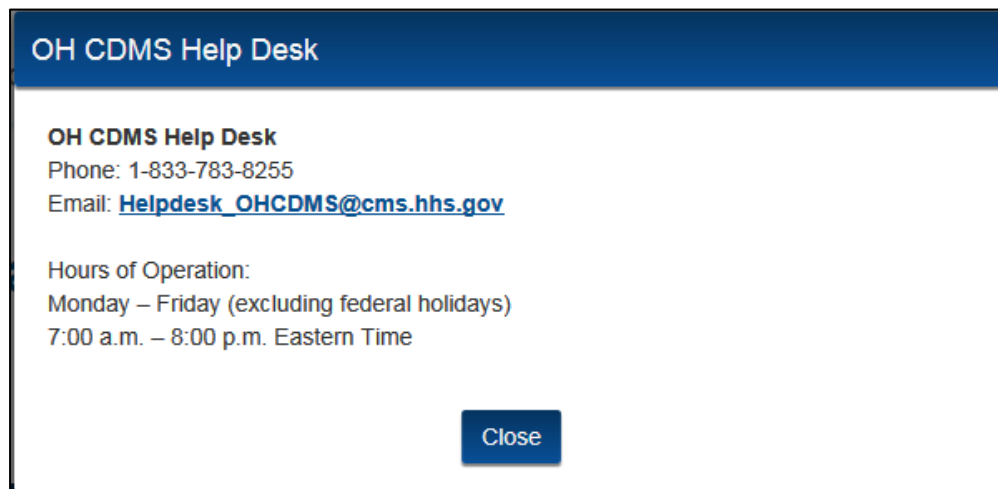 OH CDMS Help Desk
OH CDMS Help Desk
Phone: 1-833-783-8255
Email: Helpdesk_OHCDMS@cms.hhs.gov
Hours of Operation:
Monday – Friday (excluding federal holidays)
7:00 a.m. – 8:00 p.m. Eastern Time
Close